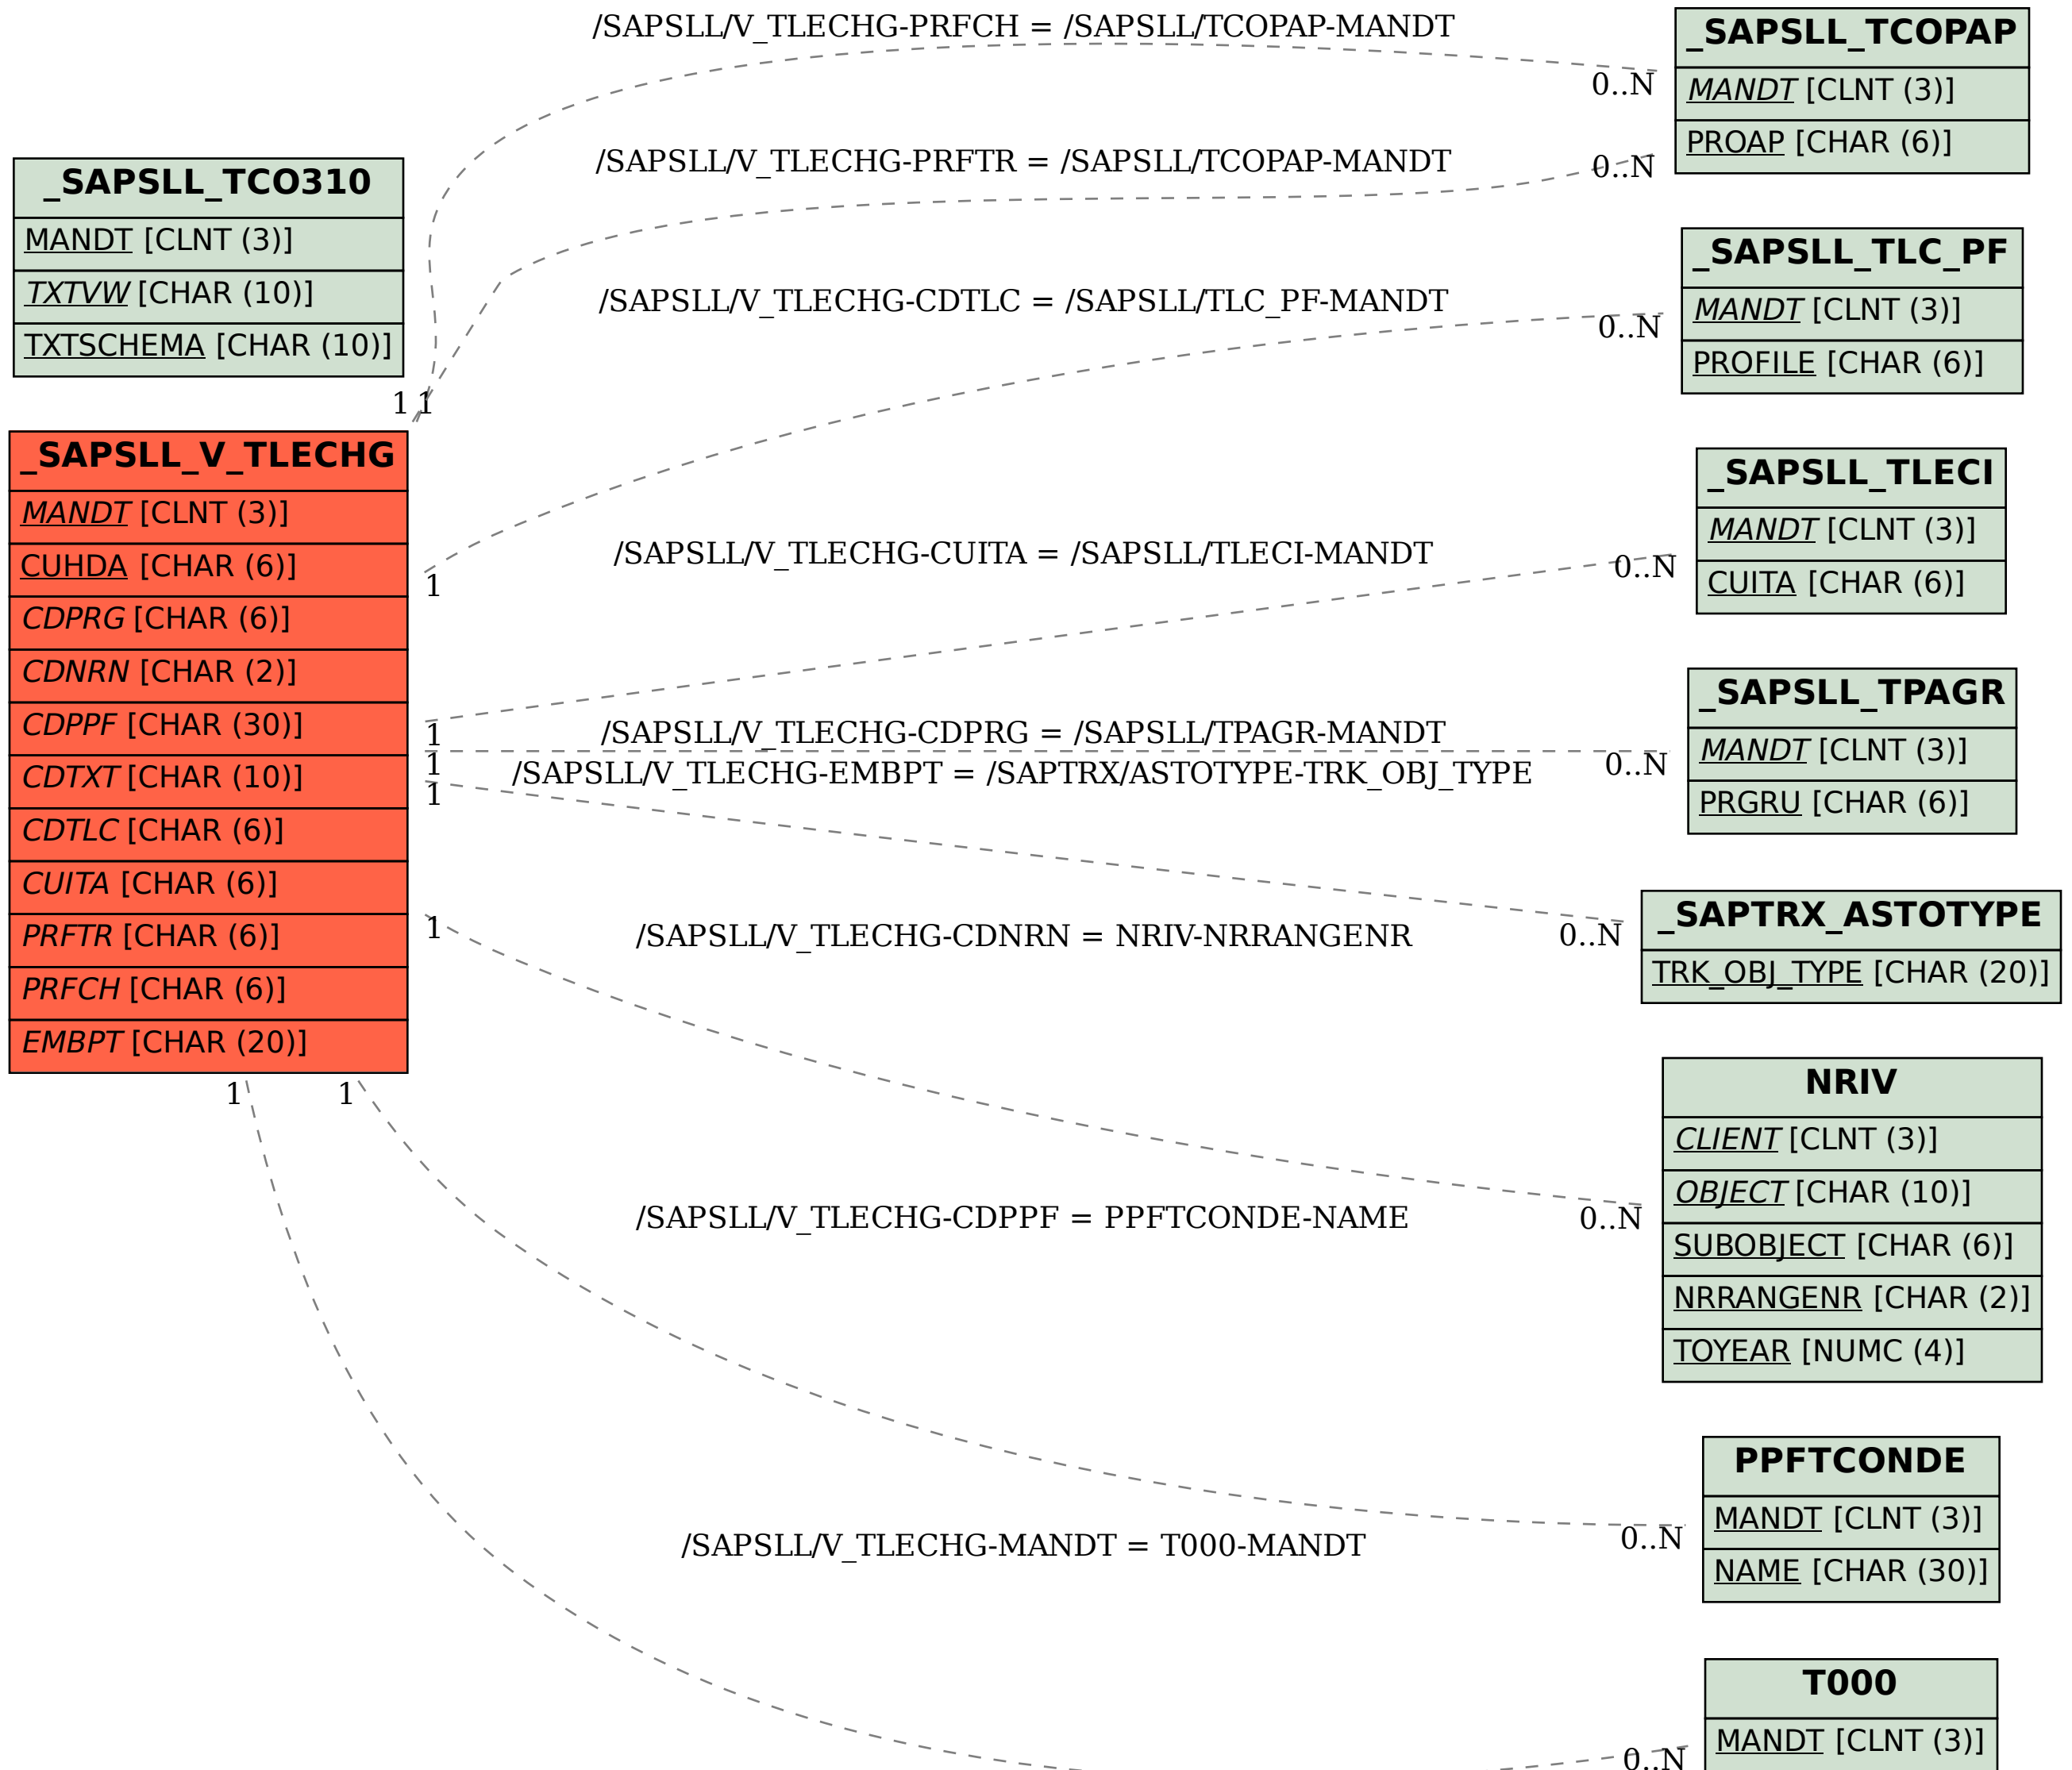 _SAPSLL_TCO310
MANDT [CLNT (3)]
TXTVW [CHAR (10)]
TXTSCHEMA [CHAR (10)]
1 1
_SAPSLL_V_TLECHG
MANDT [CLNT (3)]
CUHDA [CHAR (6)]
CDPRG [CHAR (6)]
CDNRN [CHAR (2)]
CDPPF [CHAR (30)]
CDTXT [CHAR (10)]
CDTLC [CHAR (6)]
CUITA [CHAR (6)]
PRFTR [CHAR (6)]
PRFCH [CHAR (6)]
EMBPT [CHAR (20)]
1 1
/SAPSLL/V_TLECHG-PRFCH = /SAPSLL/TCOPAP-MANDT
0..N
/SAPSLL/V_TLECHG-PRFTR = /SAPSLL/TCOPAP-MANDT
0..N
/SAPSLL/V_TLECHG-CDTLC = /SAPSLL/TLC_PF-MANDT
0..N
1
/SAPSLL/V_TLECHG-CUITA = /SAPSLL/TLECI-MANDT
0..N
1
/SAPSLL/V_TLECHG-CDPRG = /SAPSLL/TPAGR-MANDT
0..N
1
/SAPSLL/V_TLECHG-EMBPT = /SAPTRX/ASTOTYPE-TRK_OBJ_TYPE
1
0..N
1
/SAPSLL/V_TLECHG-CDNRN = NRIV-NRRANGENR
0..N
/SAPSLL/V_TLECHG-CDPPF = PPFTCONDE-NAME
0..N
/SAPSLL/V_TLECHG-MANDT = T000-MANDT
0..N
_SAPSLL_TCOPAP
MANDT [CLNT (3)]
PROAP [CHAR (6)]
_SAPSLL_TLC_PF
MANDT [CLNT (3)]
PROFILE [CHAR (6)]
_SAPSLL_TLECI
MANDT [CLNT (3)]
CUITA [CHAR (6)]
_SAPSLL_TPAGR
MANDT [CLNT (3)]
PRGRU [CHAR (6)]
_SAPTRX_ASTOTYPE
TRK_OBJ_TYPE [CHAR (20)]
NRIV
CLIENT [CLNT (3)]
OBJECT [CHAR (10)]
SUBOBJECT [CHAR (6)]
NRRANGENR [CHAR (2)]
TOYEAR [NUMC (4)]
PPFTCONDE
MANDT [CLNT (3)]
NAME [CHAR (30)]
T000
MANDT [CLNT (3)]